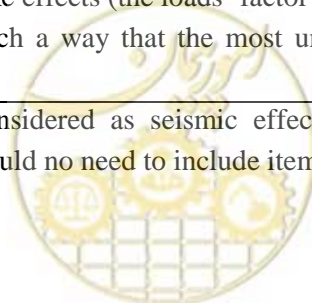 effects (the loads' factor
ch a way that the most un
nsidered as seismic effec
uld no need to include item